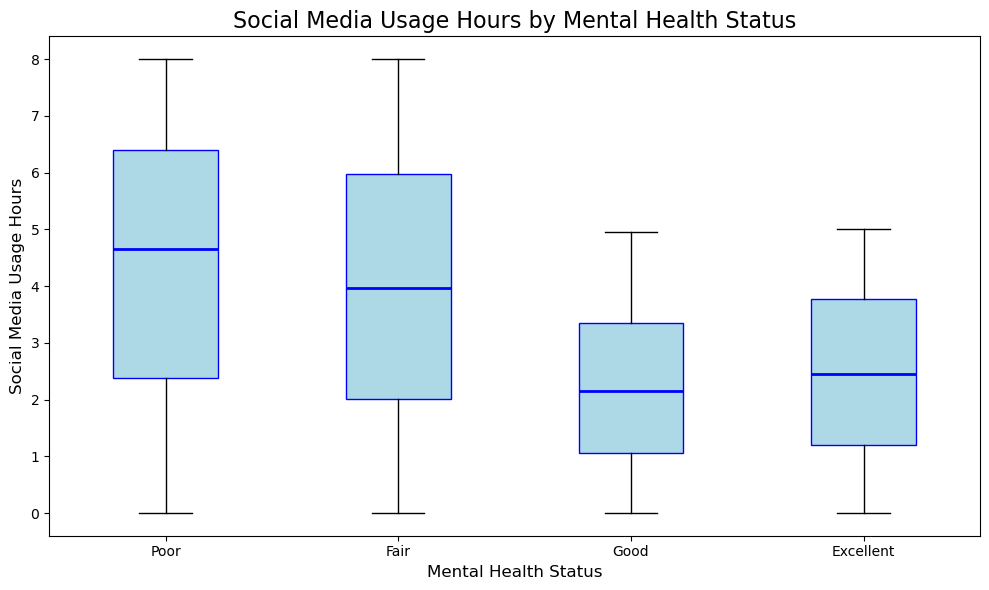 Social Media Usage Hours by Mental Health Status
Social Media Usage Hours
8
7
6
5
4
3
2
1
0
Poor
Fair
Good
Excellent
Mental Health Status